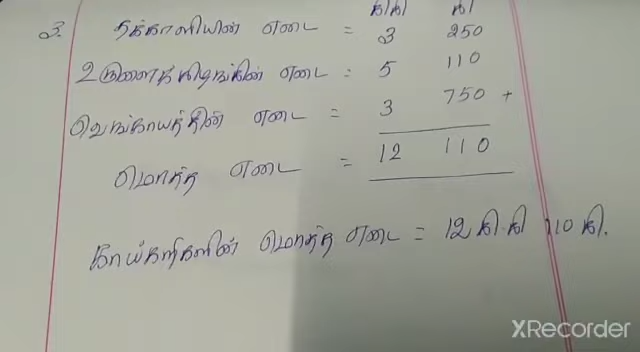 கி.கி கி
3. தக்காளியின் எடை = 3 250
உருளைக்கிழங்கின் எடை = 5 110
வெங்காயத்தின் எடை = 3 750 +
மொத்த எடை = 12 110
காய்கறிகளின் மொத்த எடை = 12 கி.கி 110 கி.
XRecorder